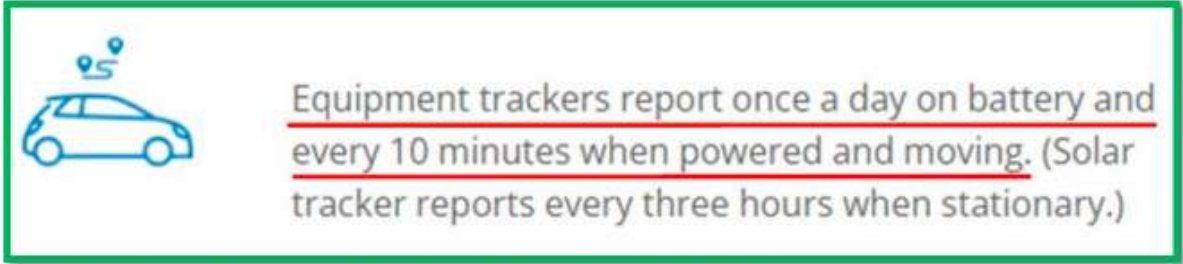 Equipment trackers report once a day on battery and
every 10 minutes when powered and moving. (Solar
tracker reports every three hours when stationary.)